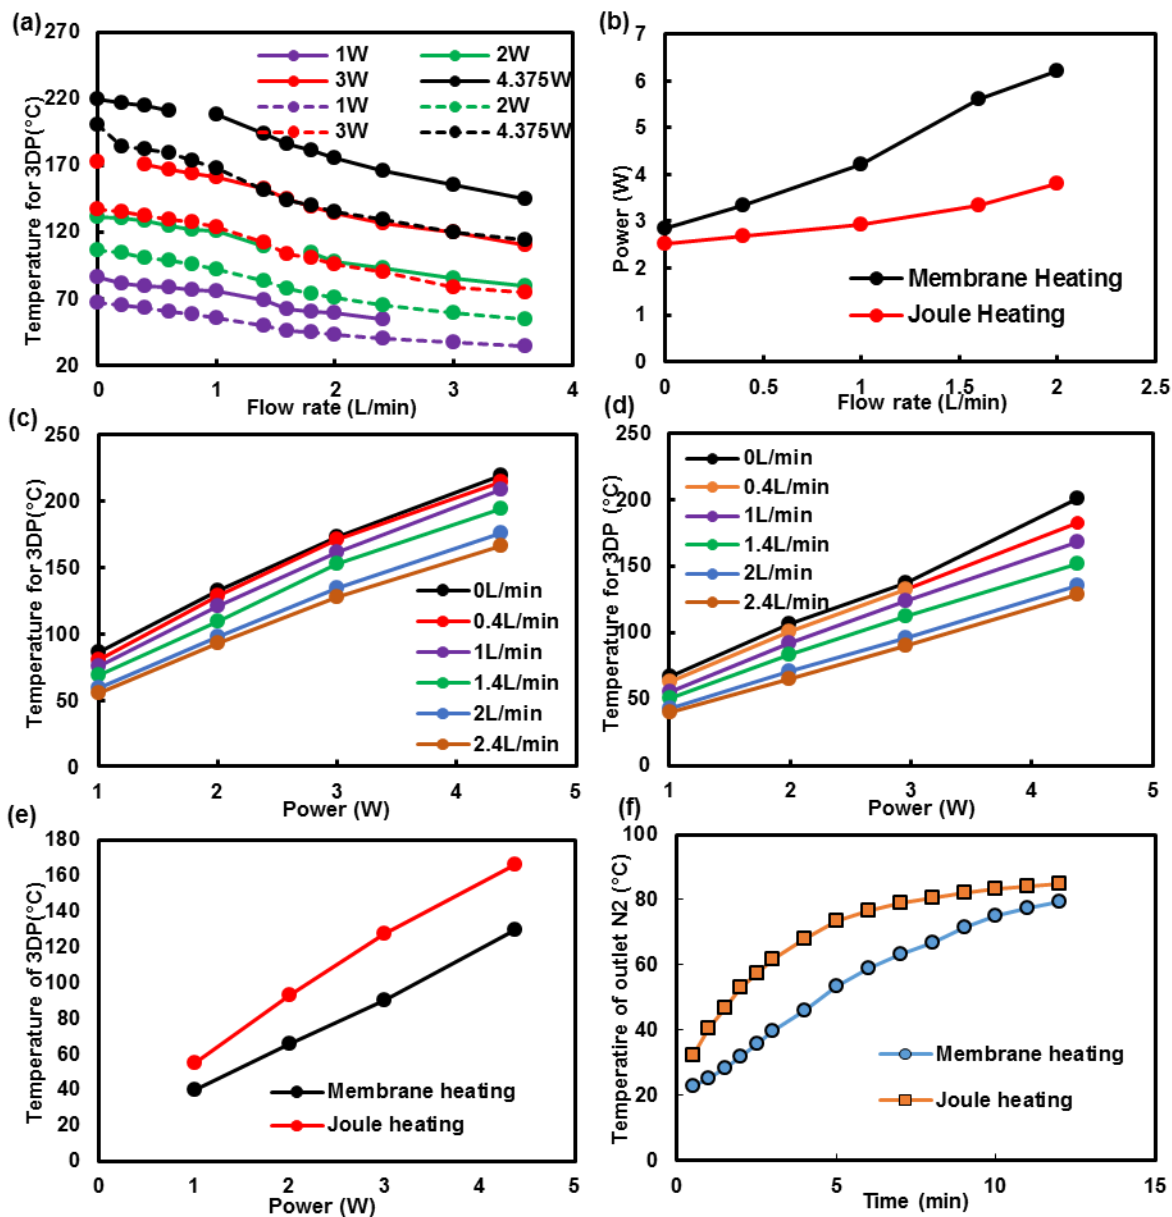 (a)
Temperature for 3DP(°C)
270
220
170
120
70
20
1W
2W
3W
4.375W
1W
2W
3W
4.375W
0
1
2
3
4
Flow rate (L/min)
(b)
Power (W)
7
6
5
4
3
2
1
0
Membrane Heating
Joule Heating
0
0.5
1
1.5
2
2.5
Flow rate (L/min)
(c)
Temperature for 3DP(°C)
250
200
150
100
50
0
0L/min
0.4L/min
1L/min
1.4L/min
2L/min
2.4L/min
1
2
3
4
5
Power (W)
(d)
Temperature for 3DP (°C)
250
200
150
100
50
0
0L/min
0.4L/min
1L/min
1.4L/min
2L/min
2.4L/min
1
2
3
4
5
Power (W)
(e)
Temperature of 3DP(°C)
180
160
140
120
100
80
60
40
20
0
Membrane heating
Joule heating
0
1
2
3
4
5
Power (W)
(f)
Temperatire of outlet N2 (°C)
100
80
60
40
20
0
Membrane heating
Joule heating
0
5
10
15
Time (min)